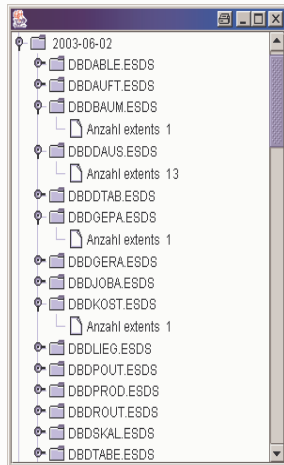 2003-06-02
DBDABLE.ESDS
DBDAUFT.ESDS
DBDBAUM.ESDS
Anzahl extents 1
DBDDAUS.ESDS
Anzahl extents 13
DBDDTAB.ESDS
DBDGEPA.ESDS
Anzahl extents 1
DBDGERA.ESDS
DBDJOBA.ESDS
DBDKOST.ESDS
Anzahl extents 1
DBDLIEG.ESDS
DBDPOUT.ESDS
DBDPROD.ESDS
DBDROUT.ESDS
DBDSKAL.ESDS
DBDTABE.ESDS